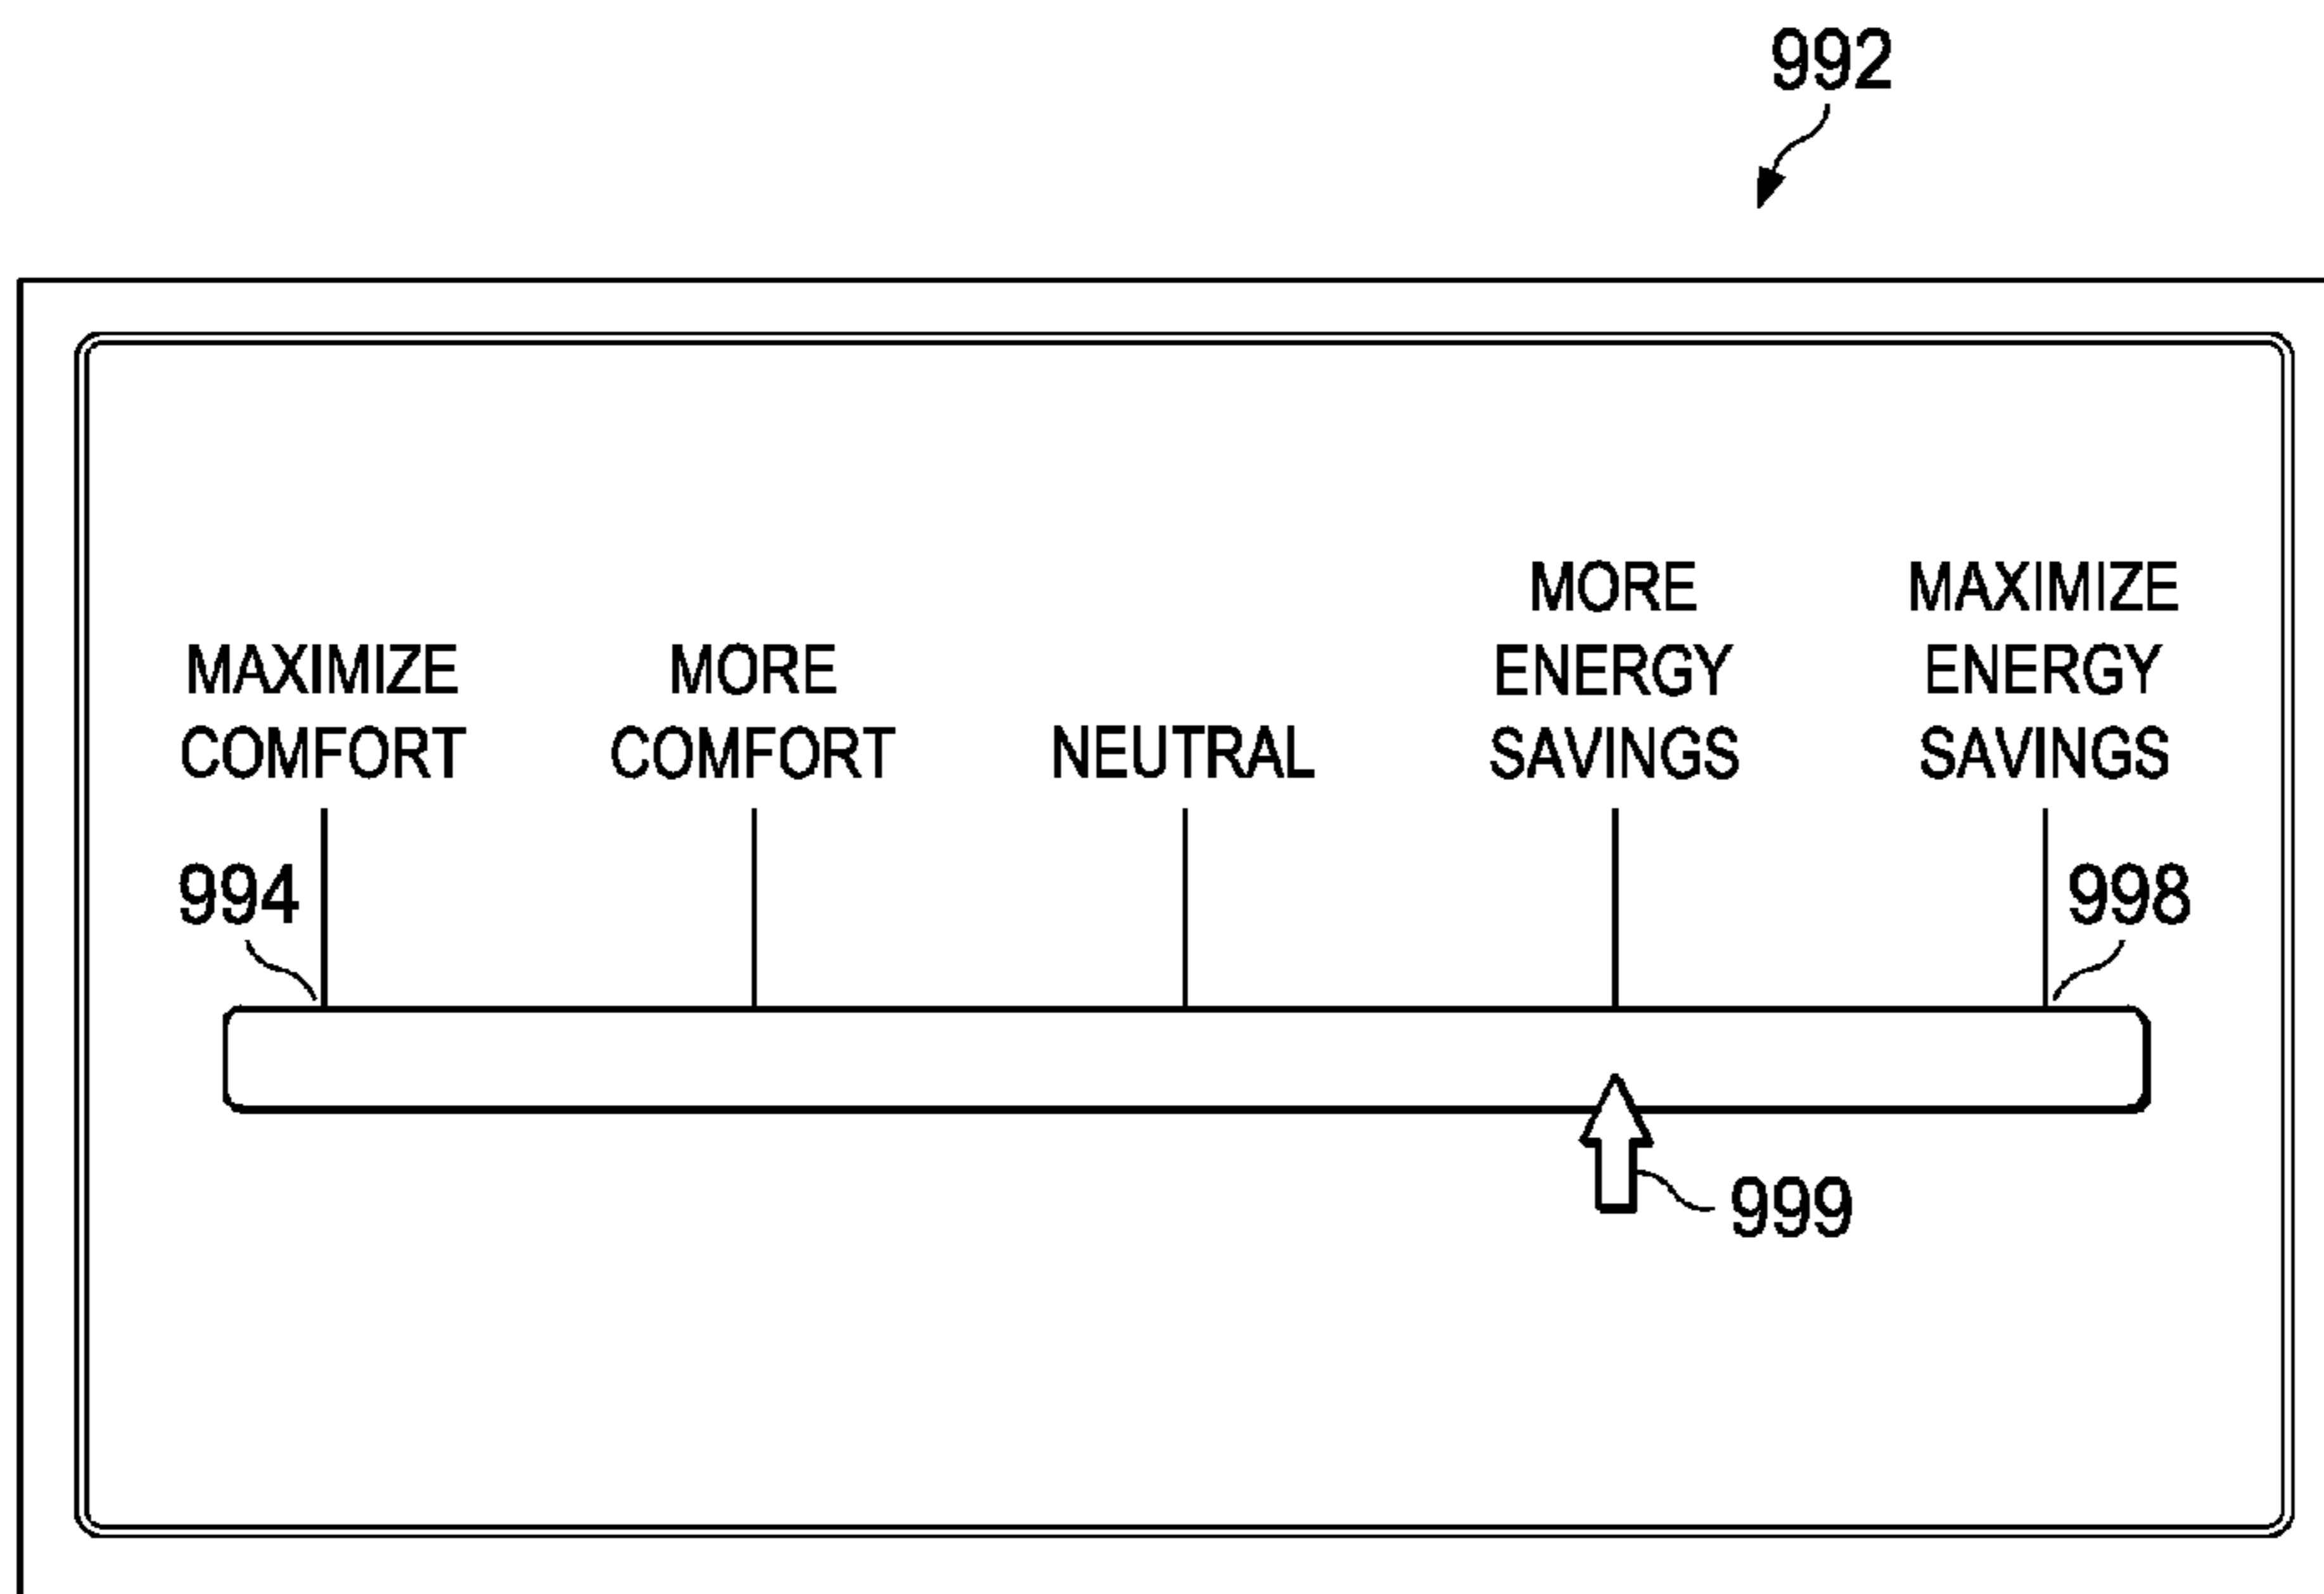 992
MAXIMIZE
COMFORT
MORE
COMFORT
NEUTRAL
MORE
ENERGY
SAVINGS
MAXIMIZE
ENERGY
SAVINGS
994
998
999